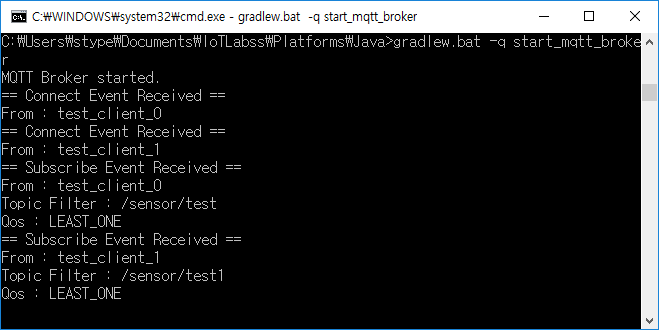 C:₩WINDOWS₩system32₩cmd.exe - gradlew.bat -q start_mqtt_broker
C:₩Users₩stype₩Documents₩IoTLabss₩Platforms₩Java>gradlew.bat -q start_mqtt_broke
r
MQTT Broker started.
== Connect Event Received ==
From : test_client_0
== Connect Event Received ==
From : test_client_1
== Subscribe Event Received ==
From : test_client_0
Topic Filter : /sensor/test
Qos : LEAST_ONE
== Subscribe Event Received ==
From : test_client_1
Topic Filter : /sensor/test1
Qos : LEAST_ONE